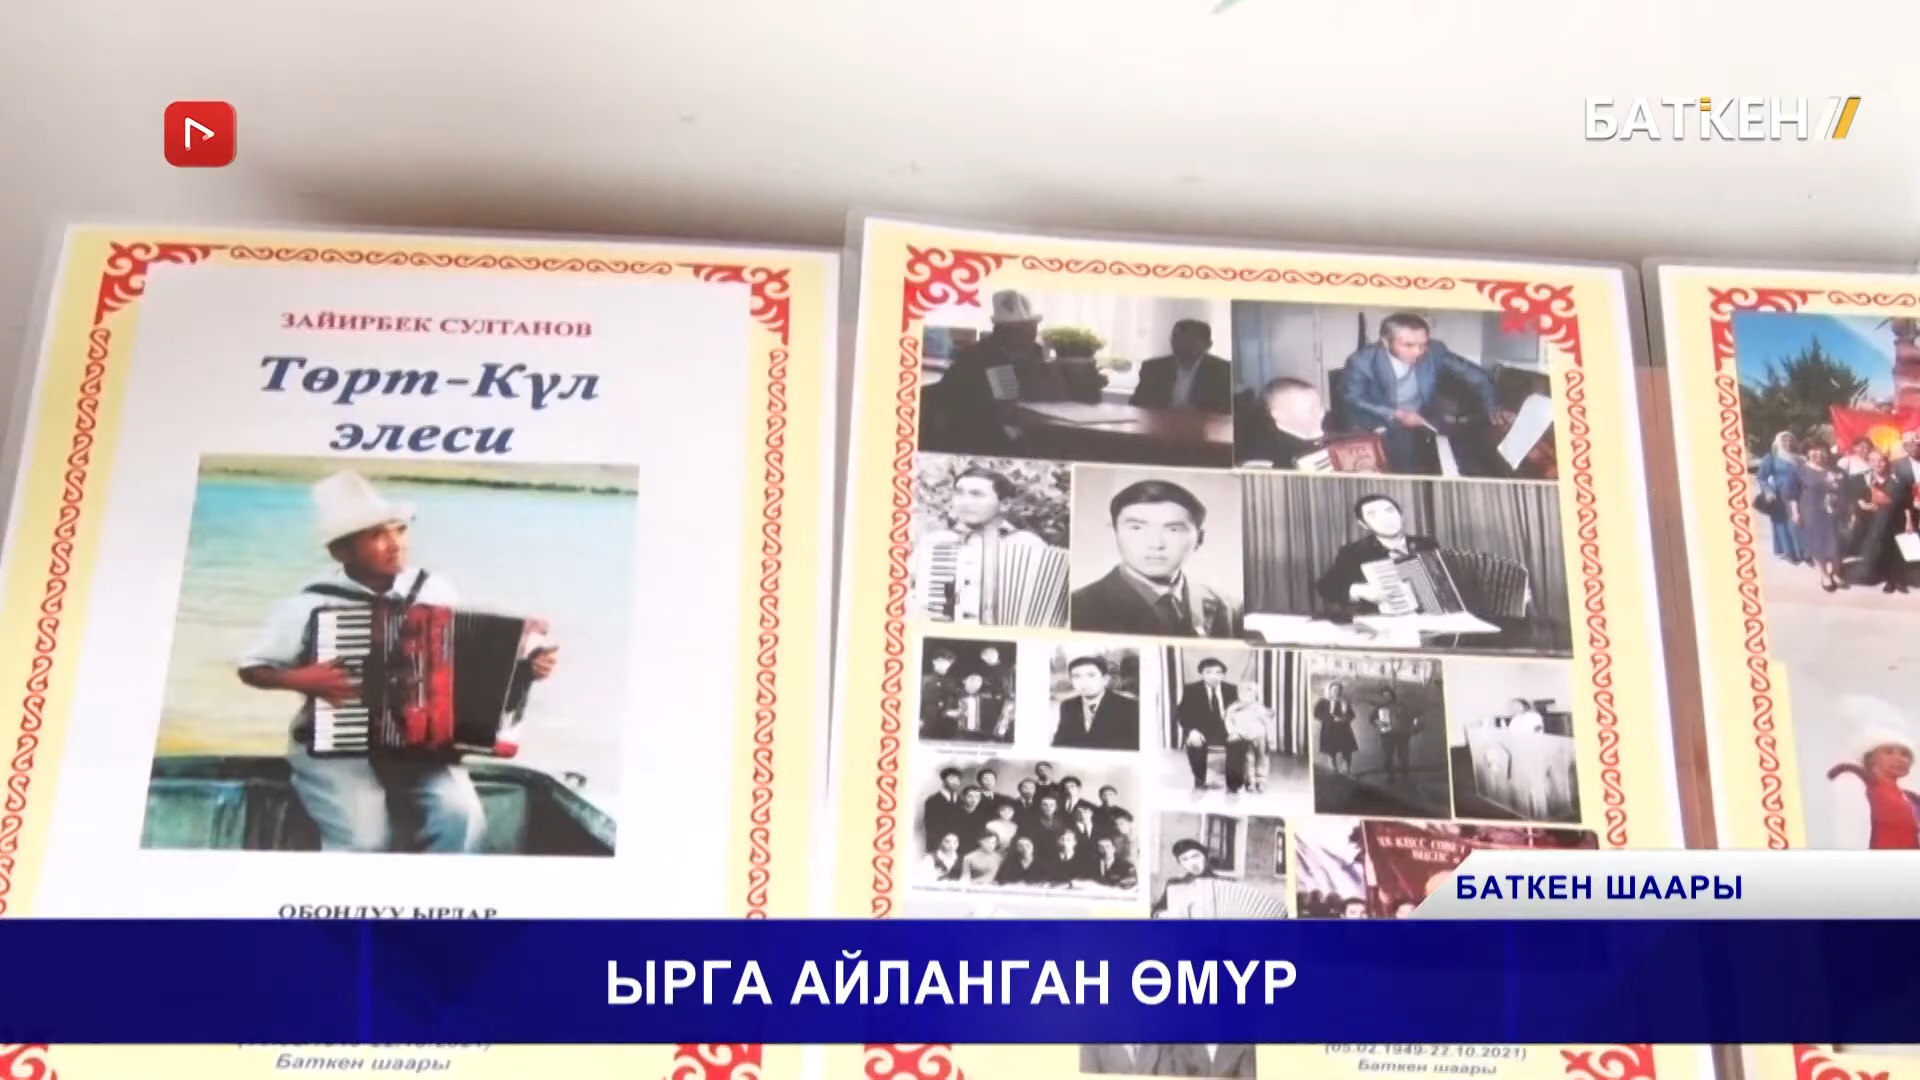 БАТКЕН
ЗАЙИРБЕК СУЛТАНОВ
Төрт-Күл
элеси
ОБОНДУУ ЫРЛАР
БАТКЕН ШААРЫ
ЫРГА АЙЛАНГАН ӨМҮР
Баткен шаары
(05.02.1949-22.10.2021)
Баткен шаары